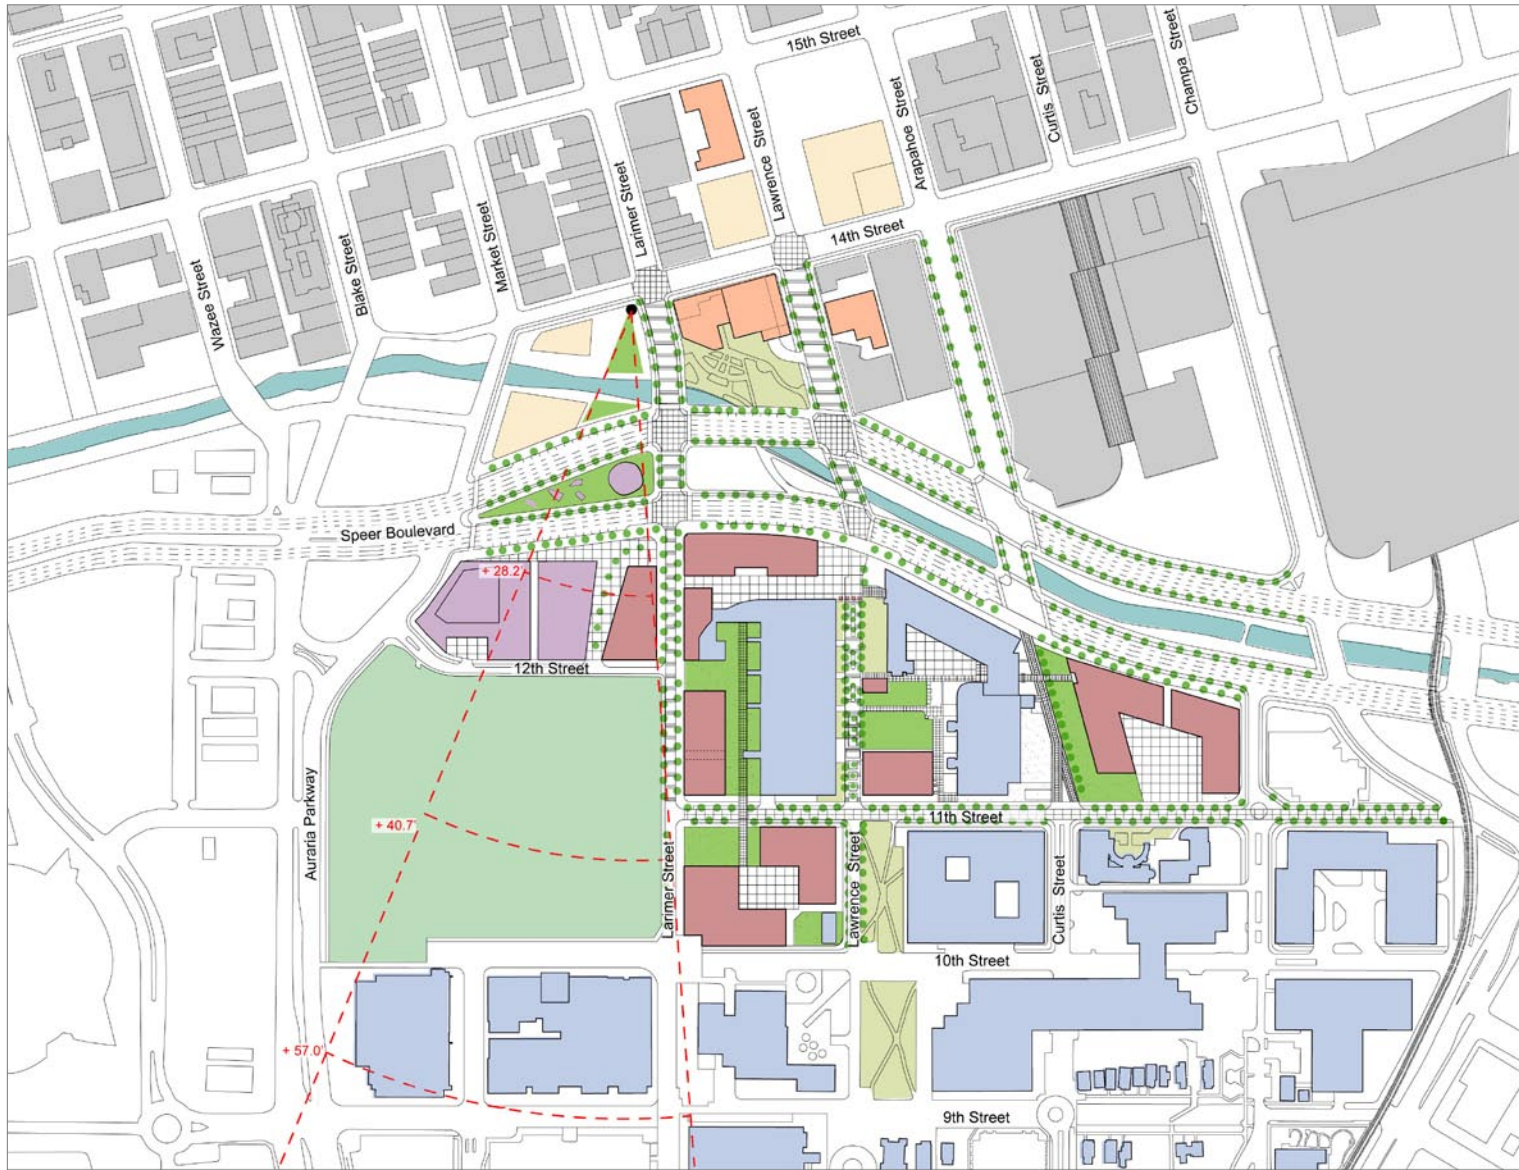 15th Street
Champa Street
Curtis Street
Arapahoe Street
Lawrence Street
Larimer Street
14th Street
Market Street
Blake Street
Wazee Street
Speer Boulevard
+ 28.2'
12th Street
Auraria Parkway
+ 40.7'
11th Street
Larimer Street
Lawrence Street
Curtis Street
10th Street
+ 57.0'
9th Street